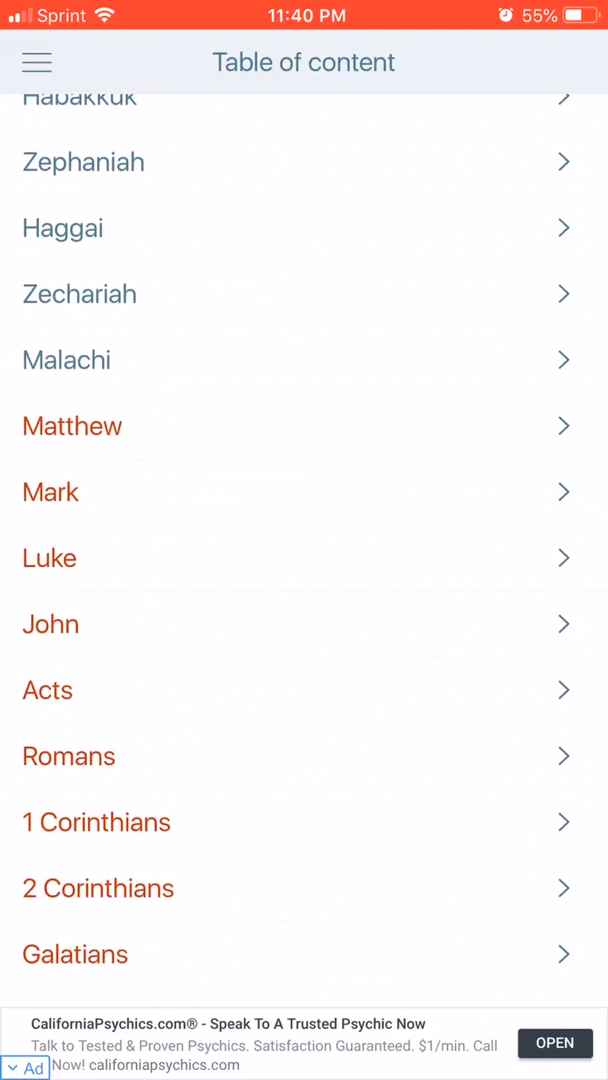 Sprint 11:40 PM 55%
Table of content
Habakkuk
Zephaniah
Haggai
Zechariah
Malachi
Matthew
Mark
Luke
John
Acts
Romans
1 Corinthians
2 Corinthians
Galatians
CaliforniaPsychics.com® - Speak To A Trusted Psychic Now
Talk to Tested & Proven Psychics. Satisfaction Guaranteed. $1/min. Call
Now! californiapsychics.com
OPEN
Ad